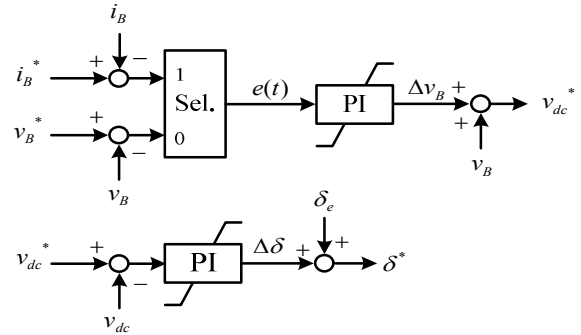 i_B
+ −
i_B^*
1
Sel.
e(t)
PI
Δv_B +
v_dc^*
+
v_B^*
+
0
−
v_B
v_B
δ_e
v_dc^*
+
PI
Δδ
+ +
δ^*
−
v_dc